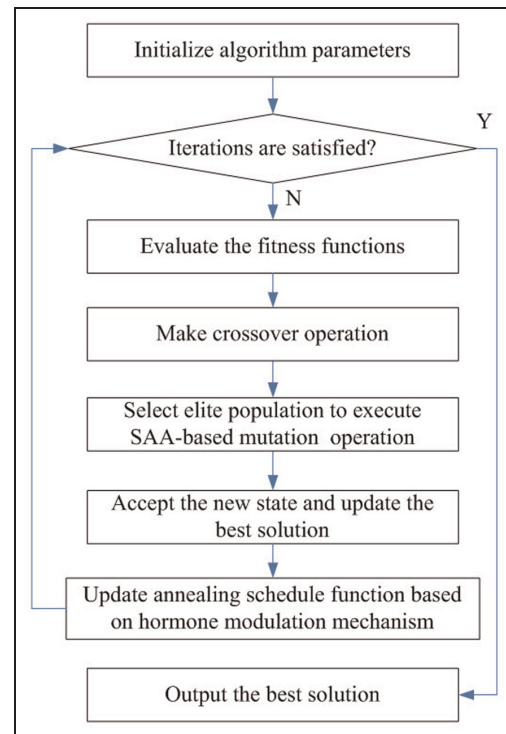 Initialize algorithm parameters
Iterations are satisfied?
Y
N
Evaluate the fitness functions
Make crossover operation
Select elite population to execute
SAA-based mutation operation
Accept the new state and update the
best solution
Update annealing schedule function based
on hormone modulation mechanism
Output the best solution